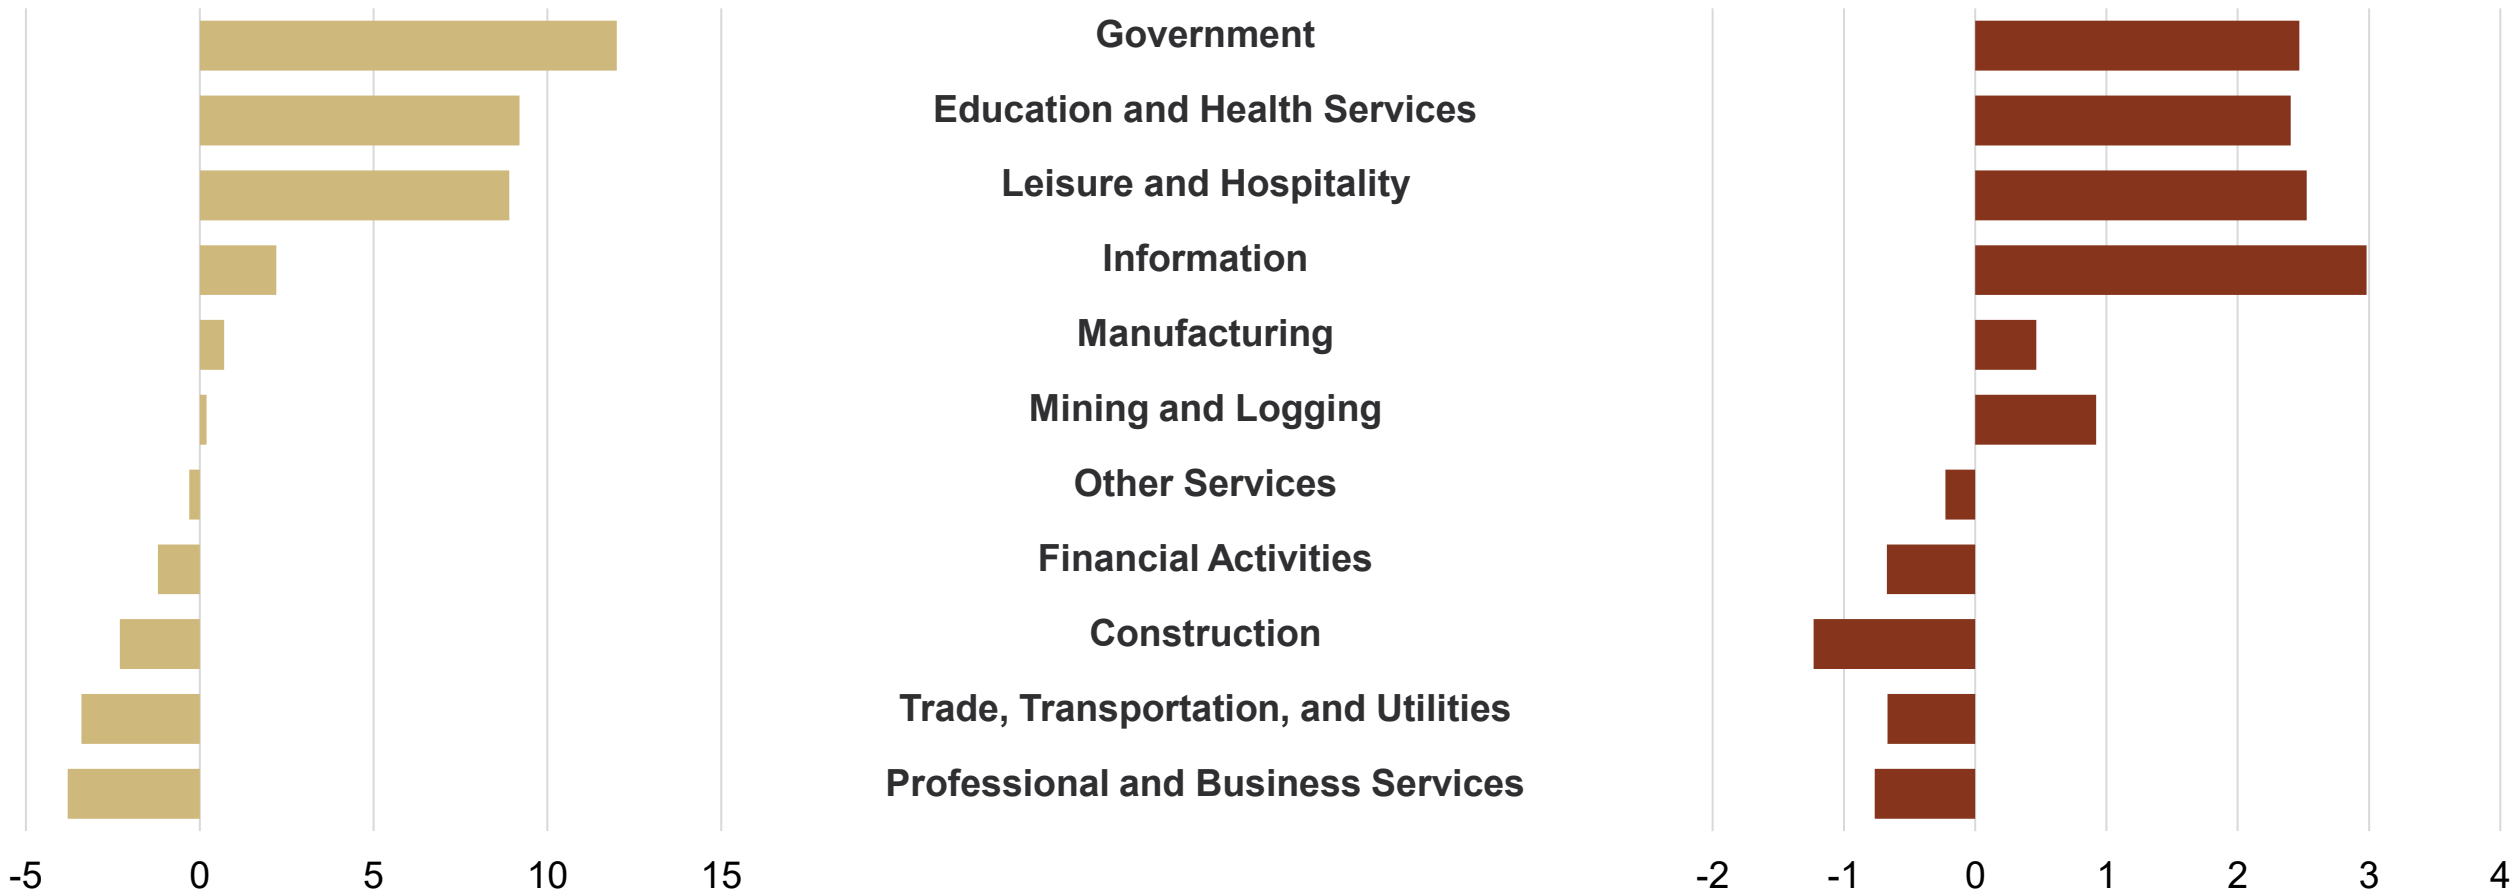 Government
Education and Health Services
Leisure and Hospitality
Information
Manufacturing
Mining and Logging
Other Services
Financial Activities
Construction
Trade, Transportation, and Utilities
Professional and Business Services
-5 0 5 10 15
-2 -1 0 1 2 3 4